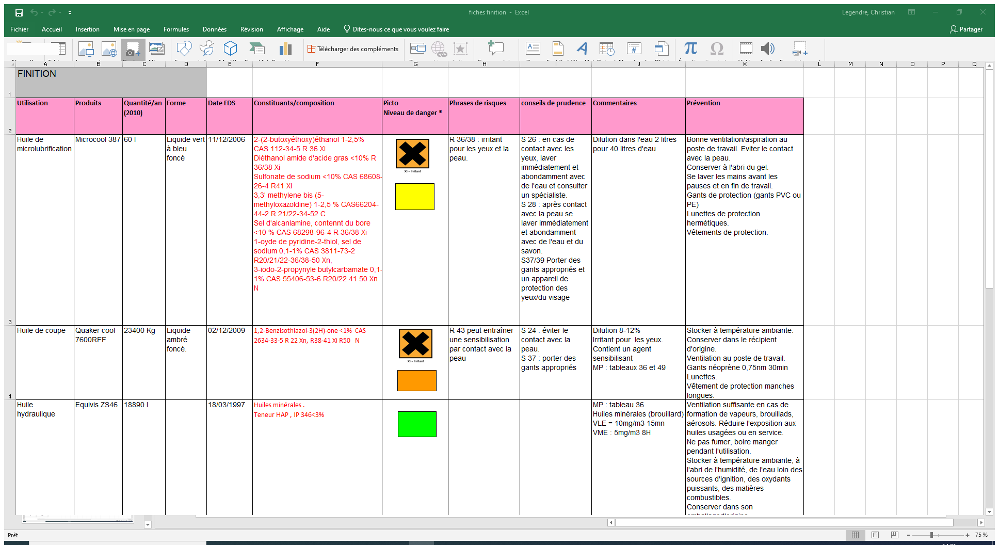 fiches finition - Excel
Legendre, Christian
Fichier Accueil Insertion Mise en page Formules Données Révision Affichage Aide Dites-nous ce que vous voulez faire Partager
Télécharger des compléments
A B C D E F G H I J K L M N O P Q
FINITION
1
Utilisation Produits Quantité/an Forme Date FDS Constituants/composition Picto Phrases de risques conseils de prudence Commentaires Prévention
(2010) Niveau de danger *
2
Huile de
microlubrification
Microcool 387
60 l
Liquide vert
à bleu
foncé
11/12/2006
2-(2-butoxyéthoxy)éthanol 1-2,5%
CAS 112-34-5 R 36 Xi
Diéthanol amide d'acide gras <10% R
36/38 Xi
Sulfonate de sodium <10% CAS 68608-
26-4 R41 Xi
3,3' methylene bis (5-
methyloxazoldine) 1-2,5 % CAS66204-
44-2 R 21/22-34-52 C
Sel d'alcanlamine, contennt du bore
<10 % CAS 68298-96-4 R 36/38 Xi
1-oyde de pyridine-2-thiol, sel de
sodium 0,1-1% CAS 3811-73-2
R20/21/22-36/38-50 Xn,
3-iodo-2-propynyle butylcarbamate 0,1-
1% CAS 55406-53-6 R20/22 41 50 Xn
N
Xi - Irritant
R 36/38 : irritant
pour les yeux et la
peau.
S 26 : en cas de
contact avec les
yeux, laver
immédiatement et
abondamment avec
de l'eau et consulter
un spécialiste.
S 28 : après contact
avec la peau se
laver immédiatement
et abondamment
avec de l'eau et du
savon.
S37/39 Porter des
gants appropriés et
un appareil de
protection des
yeux/du visage
Dilution dans l'eau 2 litres
pour 40 litres d'eau
Bonne ventilation/aspiration au
poste de travail. Eviter le contact
avec la peau.
Conserver à l'abri du gel.
Se laver les mains avant les
pauses et en fin de travail.
Gants de protection (gants PVC ou
PE)
Lunettes de protection
hermétiques.
Vêtements de protection.
3
Huile de coupe
Quaker cool
7600RFF
23400 Kg
Liquide
ambré
foncé.
02/12/2009
1,2-Benzisothiazol-3(2H)-one <1% CAS
2634-33-5 R 22 Xn, R38-41 Xi R50 N
Xi - Irritant
R 43 peut entraîner
une sensibilisation
par contact avec la
peau
S 24 : éviter le
contact avec la
peau.
S 37 : porter des
gants appropriés
Dilution 8-12%
Irritant pour les yeux.
Contient un agent
sensibilisant
MP : tableaux 36 et 49
Stocker à température ambiante.
Conserver dans le récipient
d'origine.
Ventilation au poste de travail.
Gants néoprène 0,75nm 30min
Lunettes.
Vêtement de protection manches
longues.
4
Huile
hydraulique
Equivis ZS46
18890 l
18/03/1997
Huiles minérales .
Teneur HAP , IP 346<3%
MP : tableau 36
Huiles minérales (brouillard)
VLE = 10mg/m3 15mn
VME : 5mg/m3 8H
Ventilation suffisante en cas de
formation de vapeurs, brouillads,
aérosols. Réduire l'exposition aux
huiles usagées ou en service.
Ne pas fumer, boire manger
pendant l'utilisation.
Stocker à température ambiante, à
l'abri de l'humidité, de l'eau loin des
sources d'ignition, des oxydants
puissants, des matières
combustibles.
Conserver dans son
Prêt
75 %